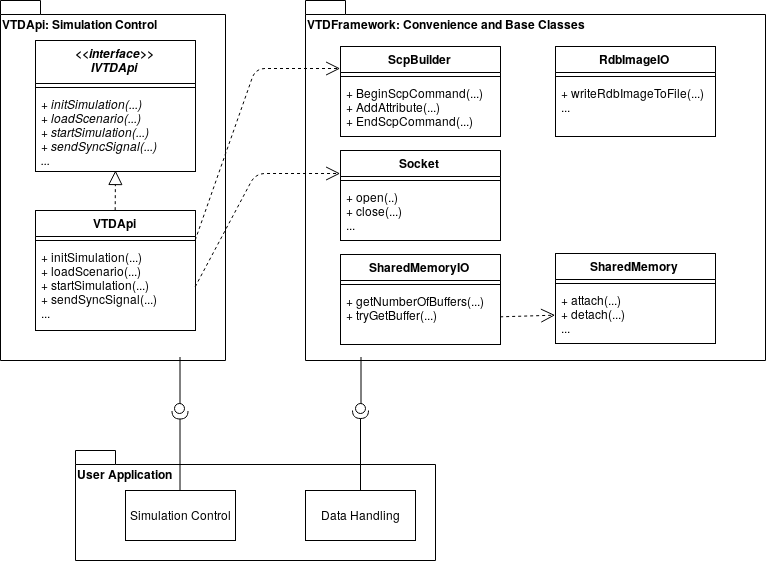 VTDApi: Simulation Control
<<interface>>
IVTDApi
+ initSimulation(...)
+ loadScenario(...)
+ startSimulation(...)
+ sendSyncSignal(...)
...
VTDApi
+ initSimulation(...)
+ loadScenario(...)
+ startSimulation(...)
+ sendSyncSignal(...)
...
VTDFramework: Convenience and Base Classes
ScpBuilder
+ BeginScpCommand(...)
+ AddAttribute(...)
+ EndScpCommand(...)
RdbImageIO
+ writeRdbImageToFile(...)
...
Socket
+ open(..)
+ close(...)
...
SharedMemoryIO
+ getNumberOfBuffers(...)
+ tryGetBuffer(...)
SharedMemory
+ attach(...)
+ detach(...)
...
User Application
Simulation Control
Data Handling